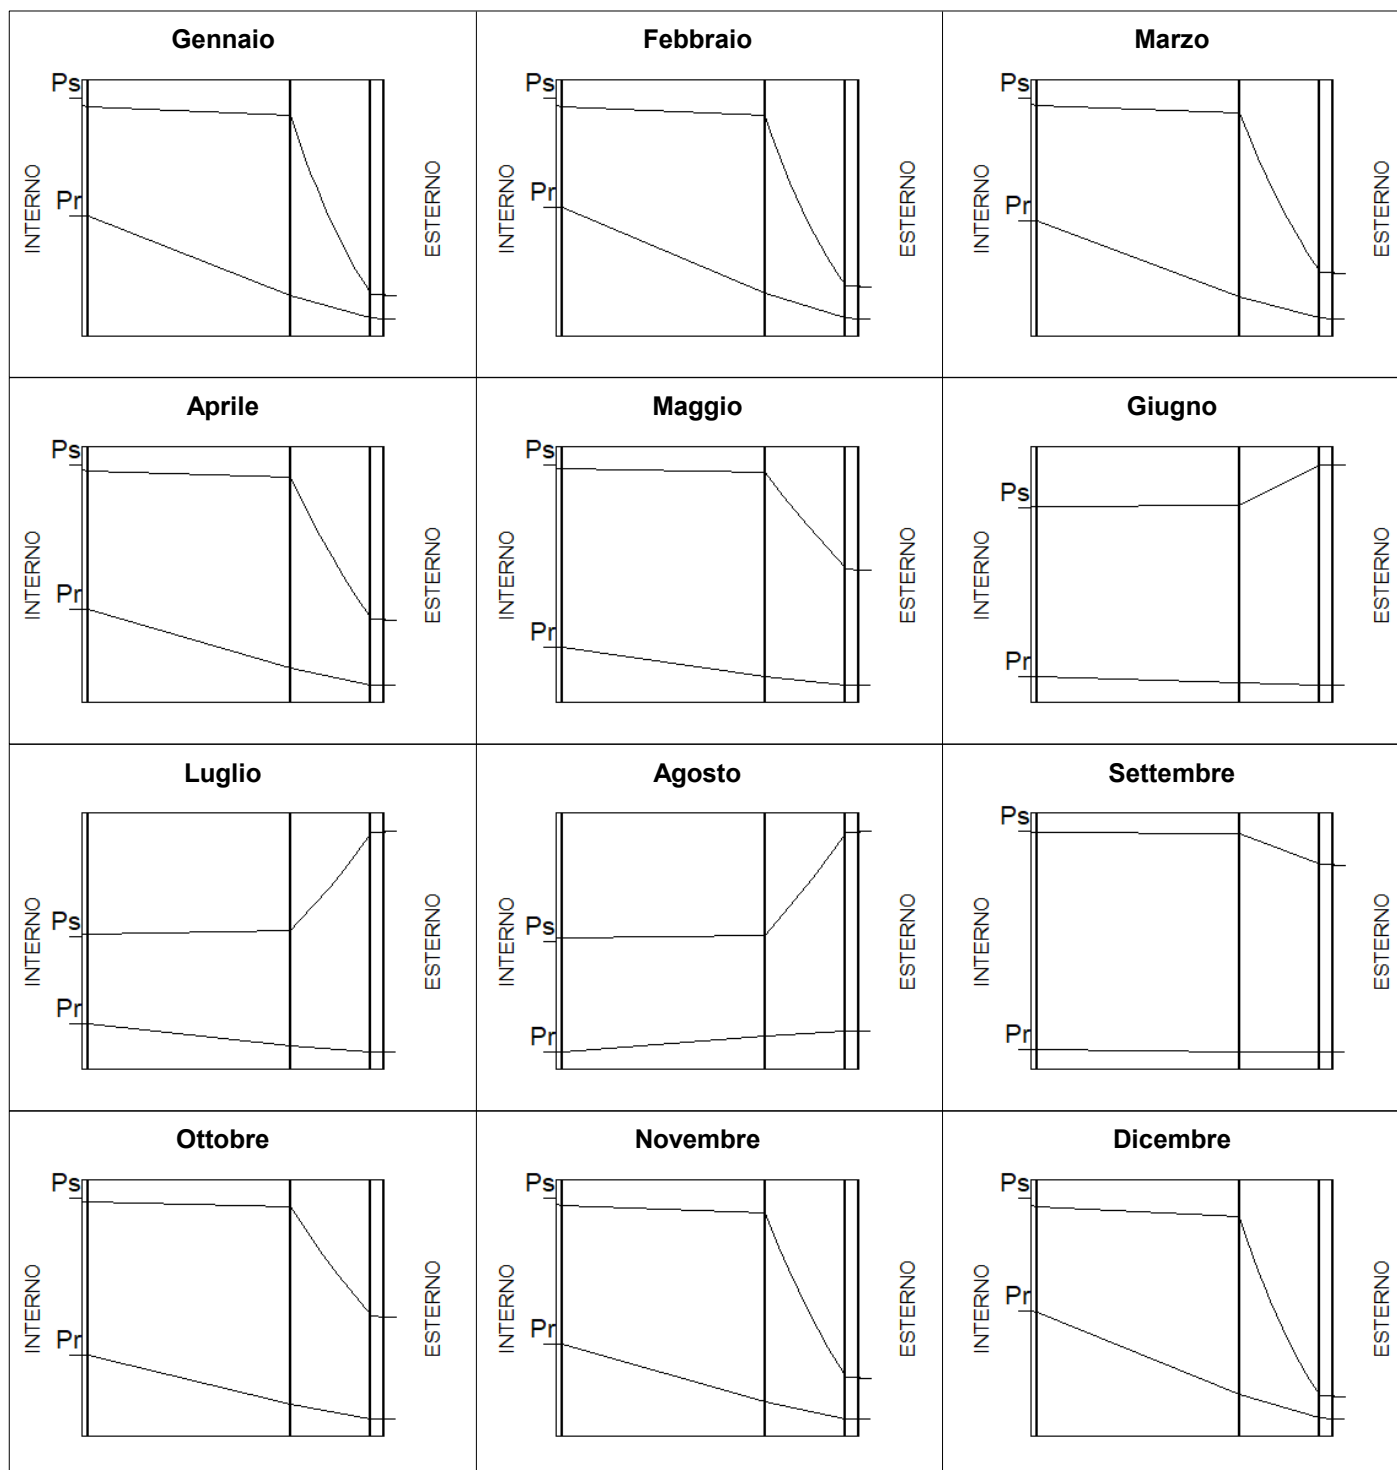 Gennaio
Ps
Pr
INTERNO
ESTERNO
Febbraio
Ps
Pr
INTERNO
ESTERNO
Marzo
Ps
Pr
INTERNO
ESTERNO
Aprile
Ps
Pr
INTERNO
ESTERNO
Maggio
Ps
Pr
INTERNO
ESTERNO
Giugno
Ps
Pr
INTERNO
ESTERNO
Luglio
Ps
Pr
INTERNO
ESTERNO
Agosto
Ps
Pr
INTERNO
ESTERNO
Settembre
Ps
Pr
INTERNO
ESTERNO
Ottobre
Ps
Pr
INTERNO
ESTERNO
Novembre
Ps
Pr
INTERNO
ESTERNO
Dicembre
Ps
Pr
INTERNO
ESTERNO